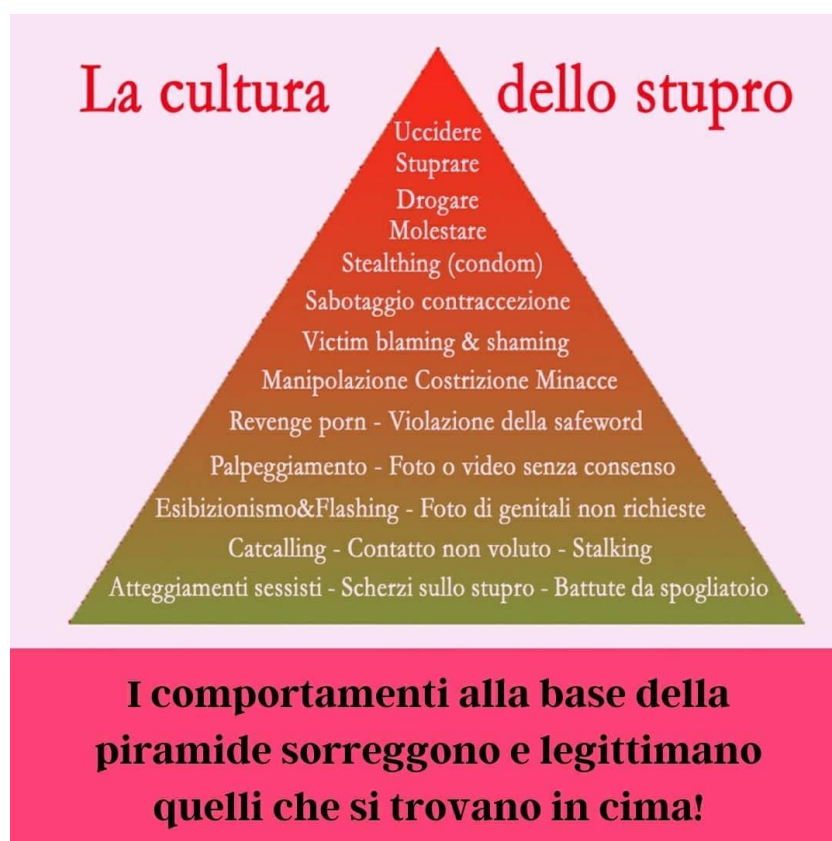 La cultura dello stupro
Uccidere
Stuprare
Drogare
Molestare
Stealthing (condom)
Sabotaggio contraccezione
Victim blaming & shaming
Manipolazione Costrizione Minacce
Revenge porn - Violazione della safeword
Palpeggiamento - Foto o video senza consenso
Esibizionismo&Flashing - Foto di genitali non richieste
Catcalling - Contatto non voluto - Stalking
Atteggiamenti sessisti - Scherzi sullo stupro - Battute da spogliatoio
I comportamenti alla base della
piramide sorreggono e legittimano
quelli che si trovano in cima!